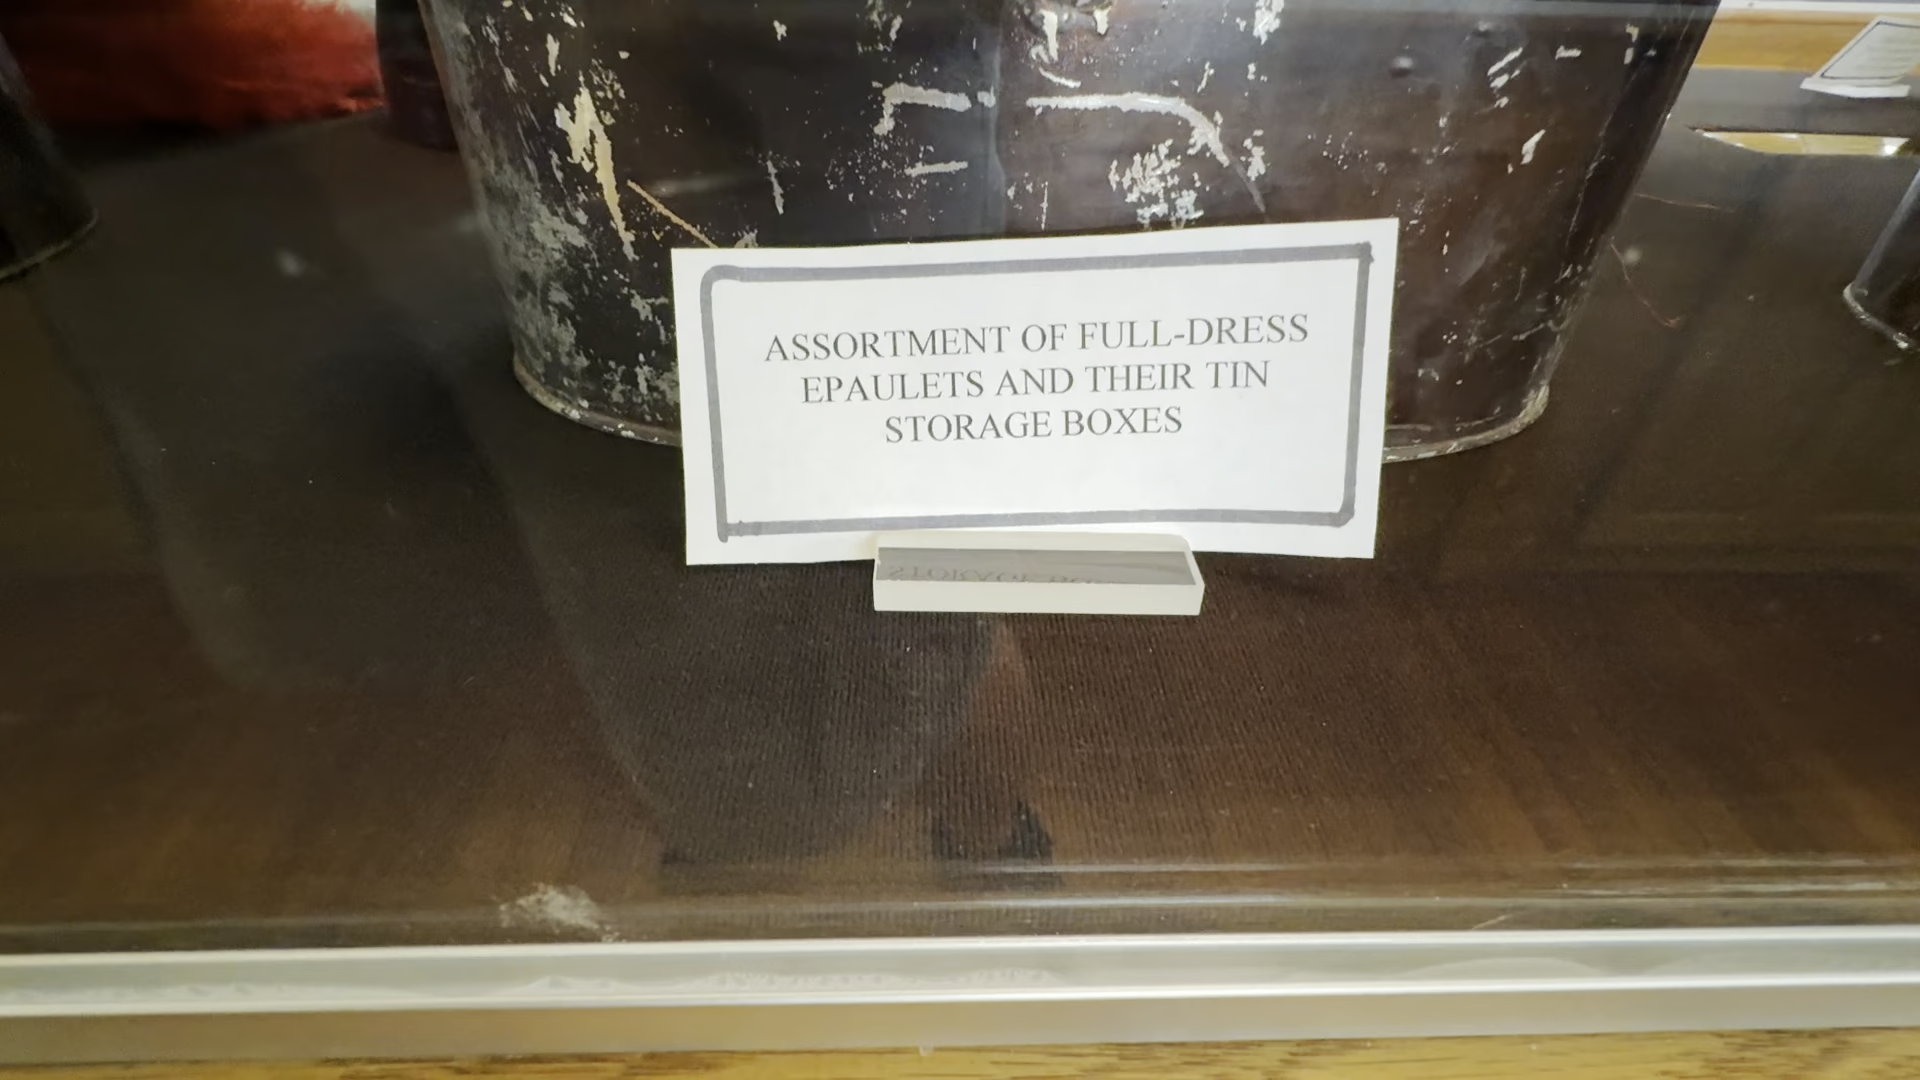 ASSORTMENT OF FULL-DRESS
EPAULETS AND THEIR TIN
STORAGE BOXES